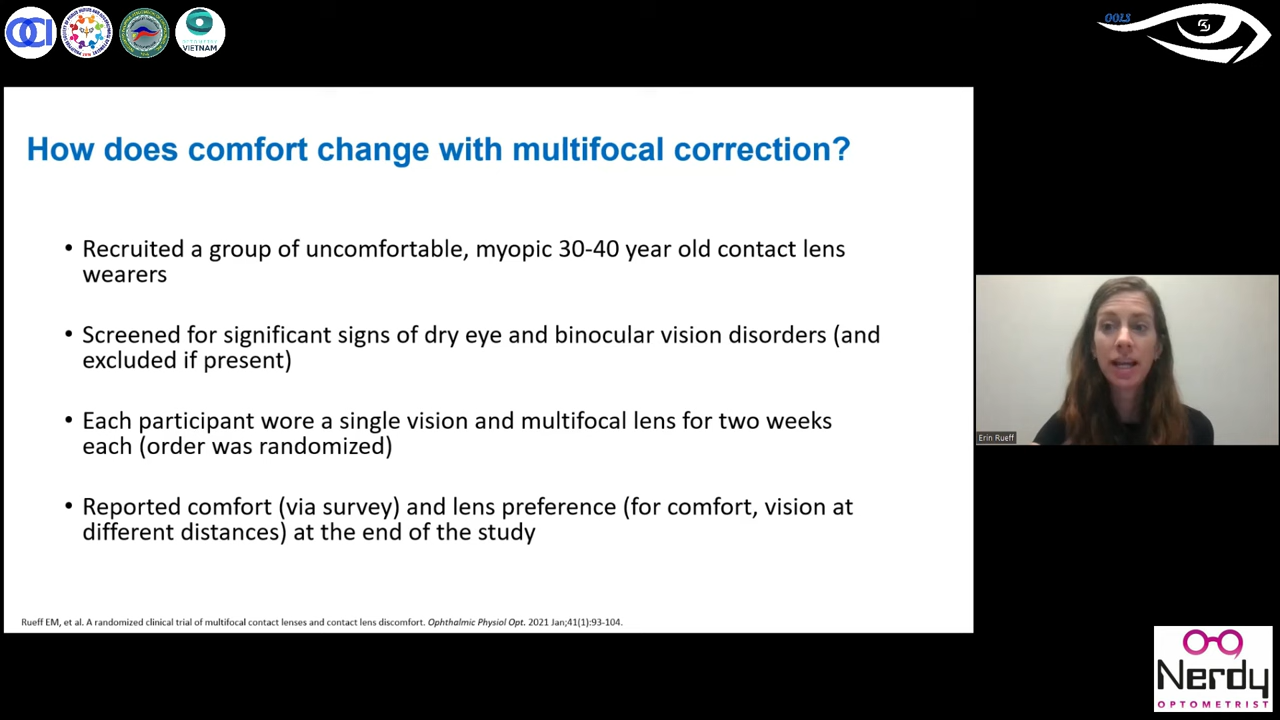 OCI
OPTOMETRY
VIETNAM
OOLS
How does comfort change with multifocal correction?
• Recruited a group of uncomfortable, myopic 30-40 year old contact lens
wearers
• Screened for significant signs of dry eye and binocular vision disorders (and
excluded if present)
• Each participant wore a single vision and multifocal lens for two weeks
each (order was randomized)
• Reported comfort (via survey) and lens preference (for comfort, vision at
different distances) at the end of the study
Erin Rueff
Rueff EM, et al. A randomized clinical trial of multifocal contact lenses and contact lens discomfort. Ophthalmic Physiol Opt. 2021 Jan;41(1):93-104.
Nerdy
OPTOMETRIST